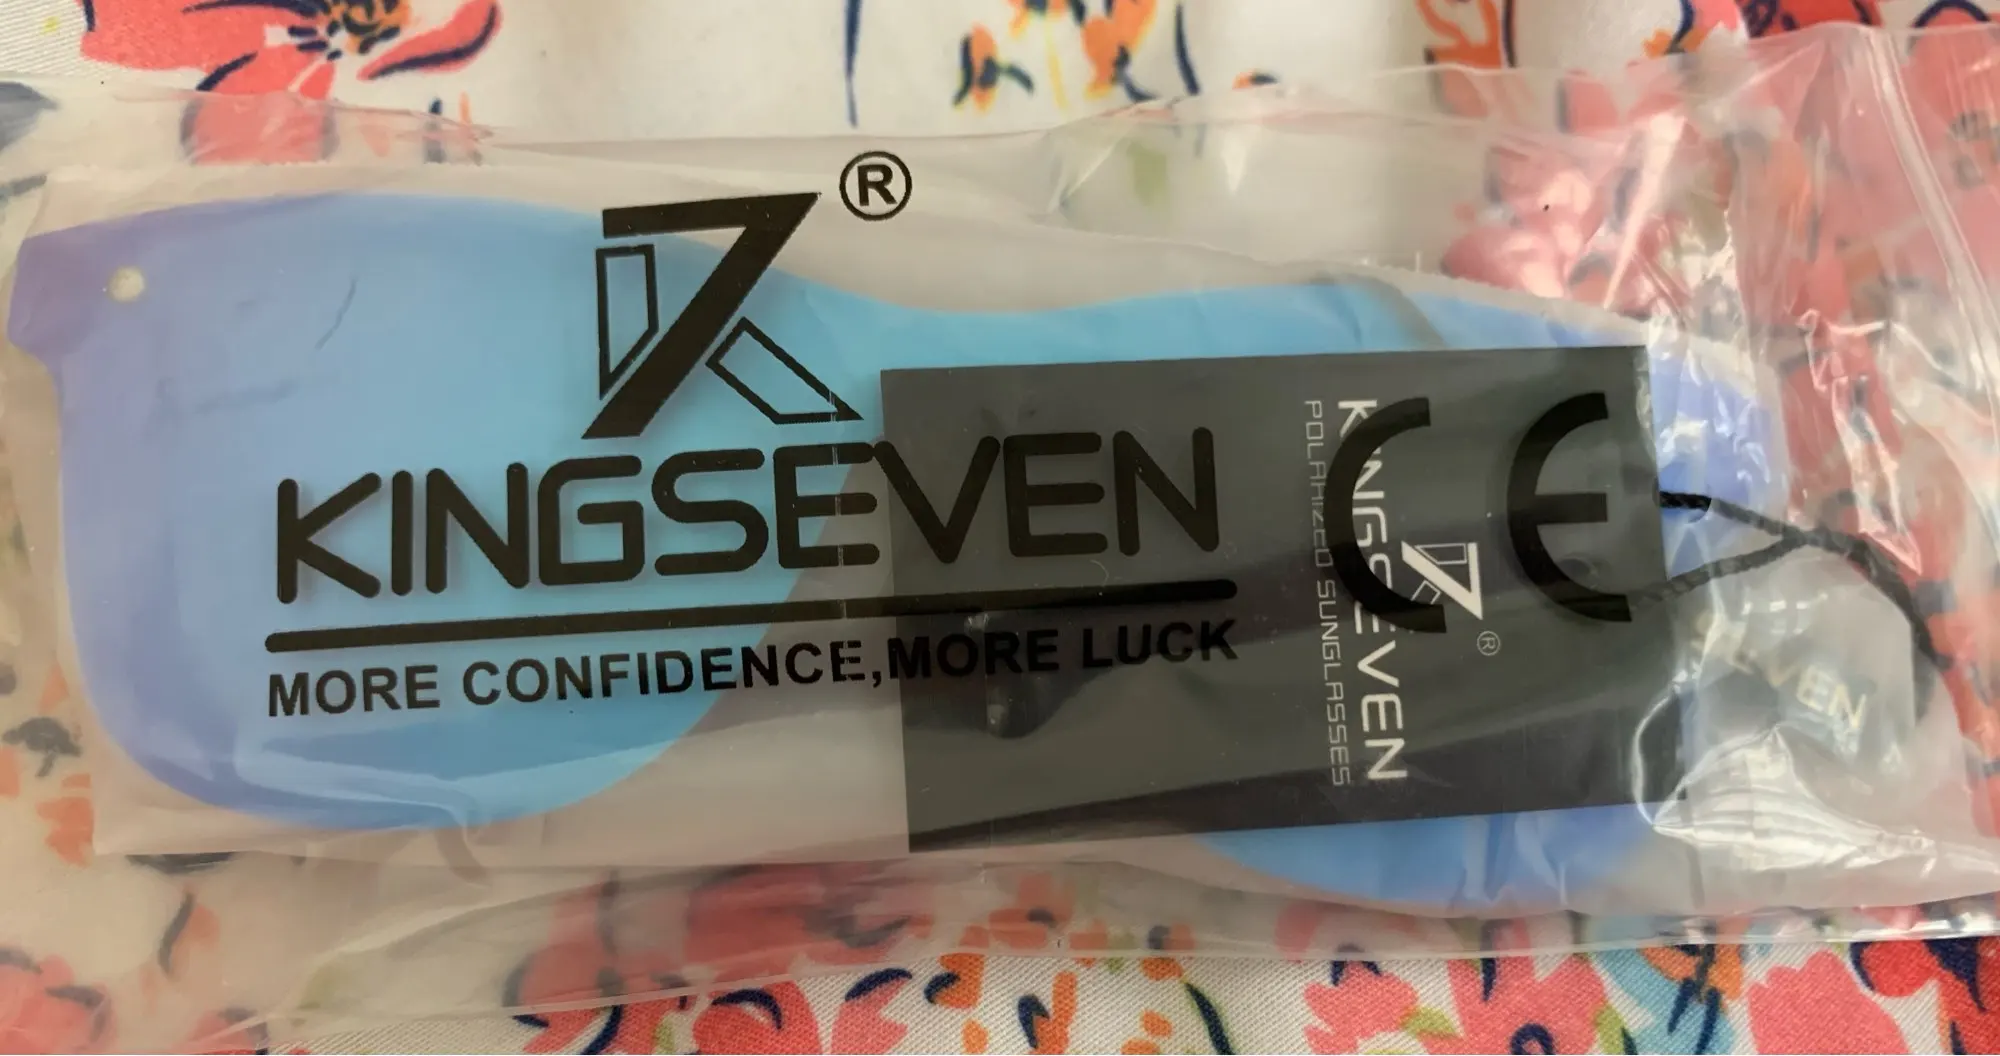 ®
KINGSEVEN
MORE CONFIDENCE,MORE LUCK
CE
KINGSEVEN
POLARIZED SUNGLASSES
®